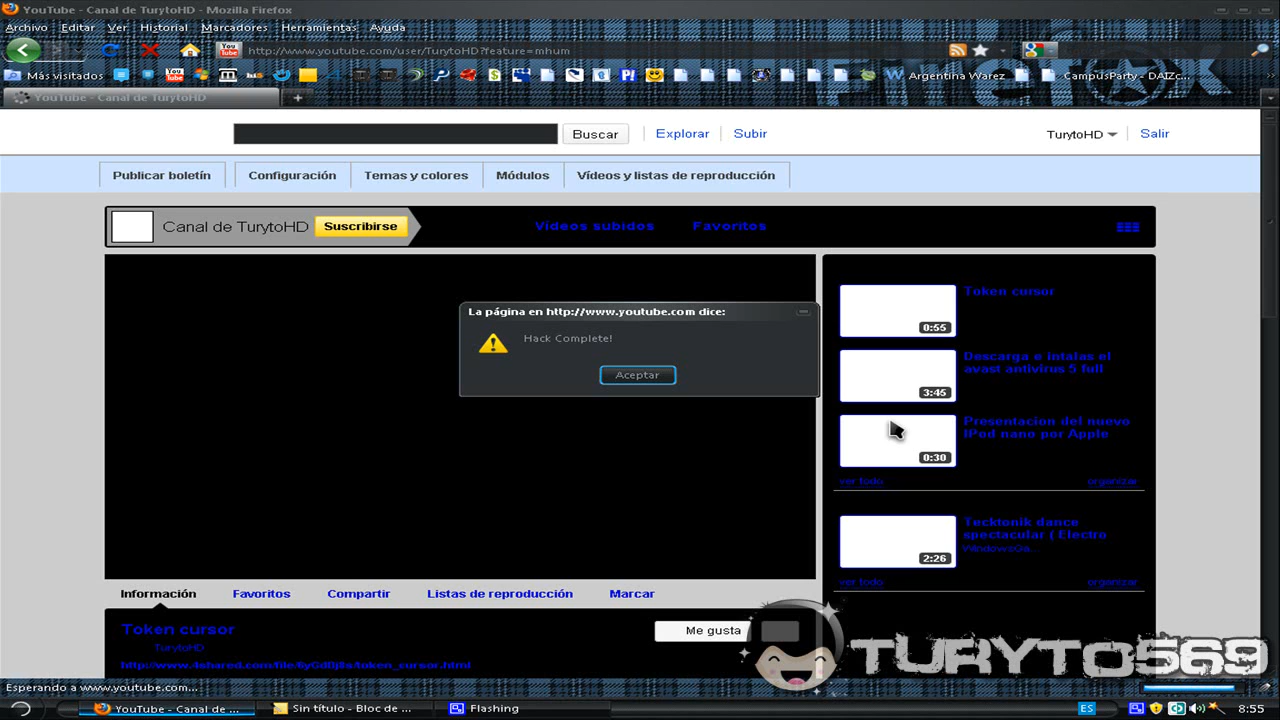 YouTube - Canal de TurytoHD - Mozilla Firefox
Archivo Editar Ver Historial Marcadores Herramientas Ayuda
You Tube http://www.youtube.com/user/TurytoHD?feature=mhum
Más visitados Argentina Warez CampusParty - DAIZc...
YouTube - Canal de TurytoHD
Buscar Explorar Subir TurytoHD Salir
Publicar boletín Configuración Temas y colores Módulos Vídeos y listas de reproducción
Canal de TurytoHD Suscribirse Vídeos subidos Favoritos
La página en http://www.youtube.com dice:
Hack Complete!
Aceptar
Token cursor
0:55
Descarga e intalas el
avast antivirus 5 full
3:45
Presentacion del nuevo
IPod nano por Apple
0:30
ver todo organizar
Tecktonik dance
spectacular ( Electro
WindowsGa..
2:26
ver todo organizar
Información Favoritos Compartir Listas de reproducción Marcar
Token cursor Me gusta
TurytoHD
TURYTO569
Esperando a www.youtube.com...
YouTube - Canal de ... Sin título - Bloc de ... Flashing ES 8:55